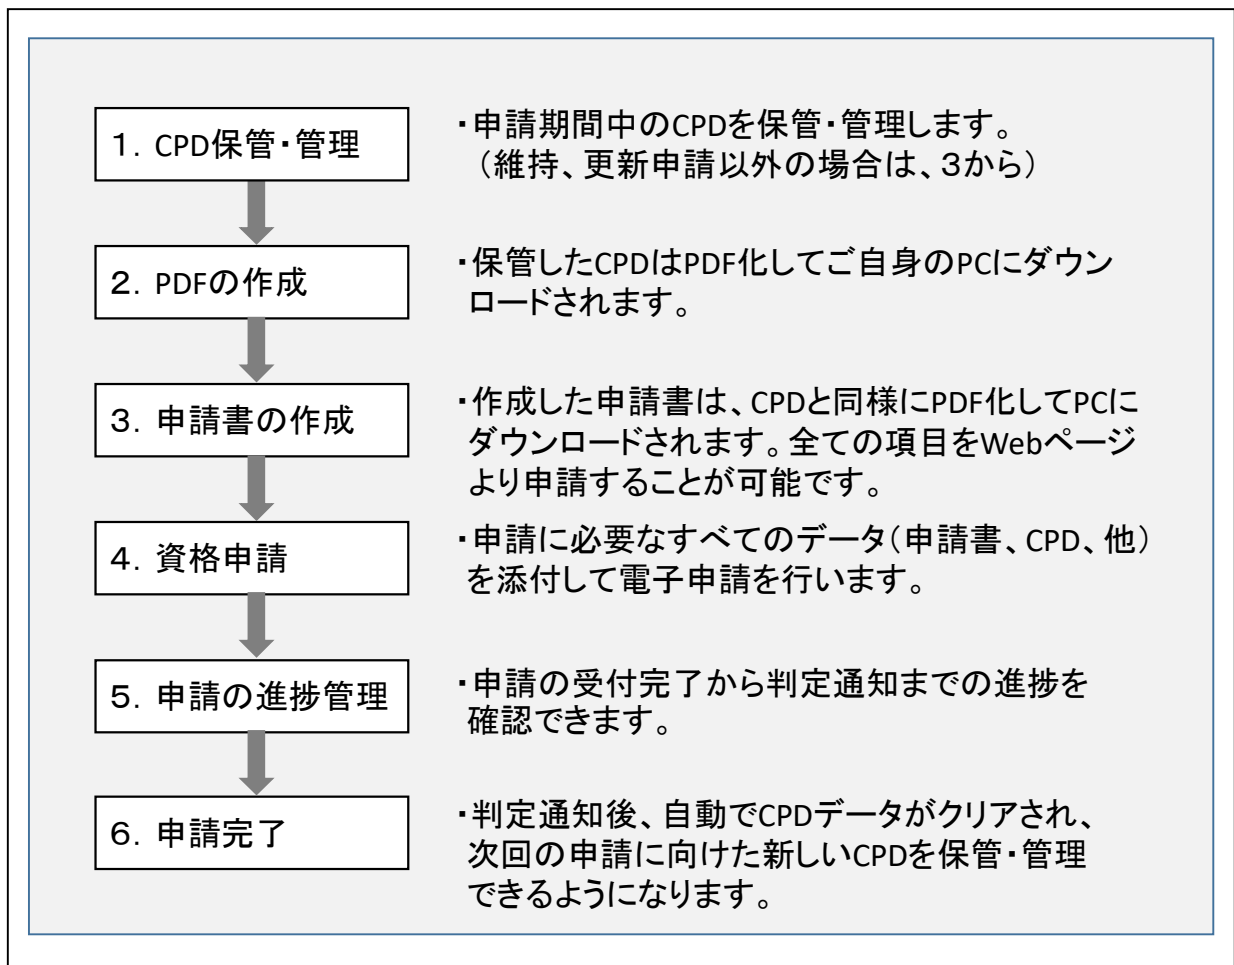 1. CPD保管・管理
・申請期間中のCPDを保管・管理します。
（維持、更新申請以外の場合は、3から）
2. PDFの作成
・保管したCPDはPDF化してご自身のPCにダウン
ロードされます。
3. 申請書の作成
・作成した申請書は、CPDと同様にPDF化してPCに
ダウンロードされます。全ての項目をWebページ
より申請することが可能です。
4. 資格申請
・申請に必要なすべてのデータ（申請書、CPD、他）
を添付して電子申請を行います。
5. 申請の進捗管理
・申請の受付完了から判定通知までの進捗を
確認できます。
6. 申請完了
・判定通知後、自動でCPDデータがクリアされ、
次回の申請に向けた新しいCPDを保管・管理
できるようになります。